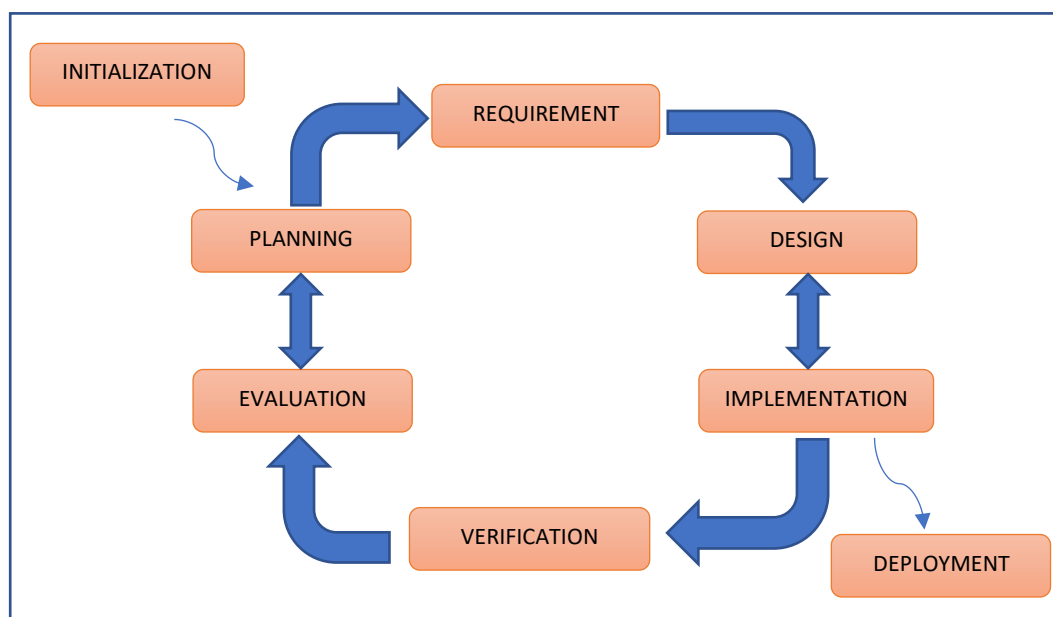 INITIALIZATION
REQUIREMENT
PLANNING
DESIGN
EVALUATION
IMPLEMENTATION
VERIFICATION
DEPLOYMENT